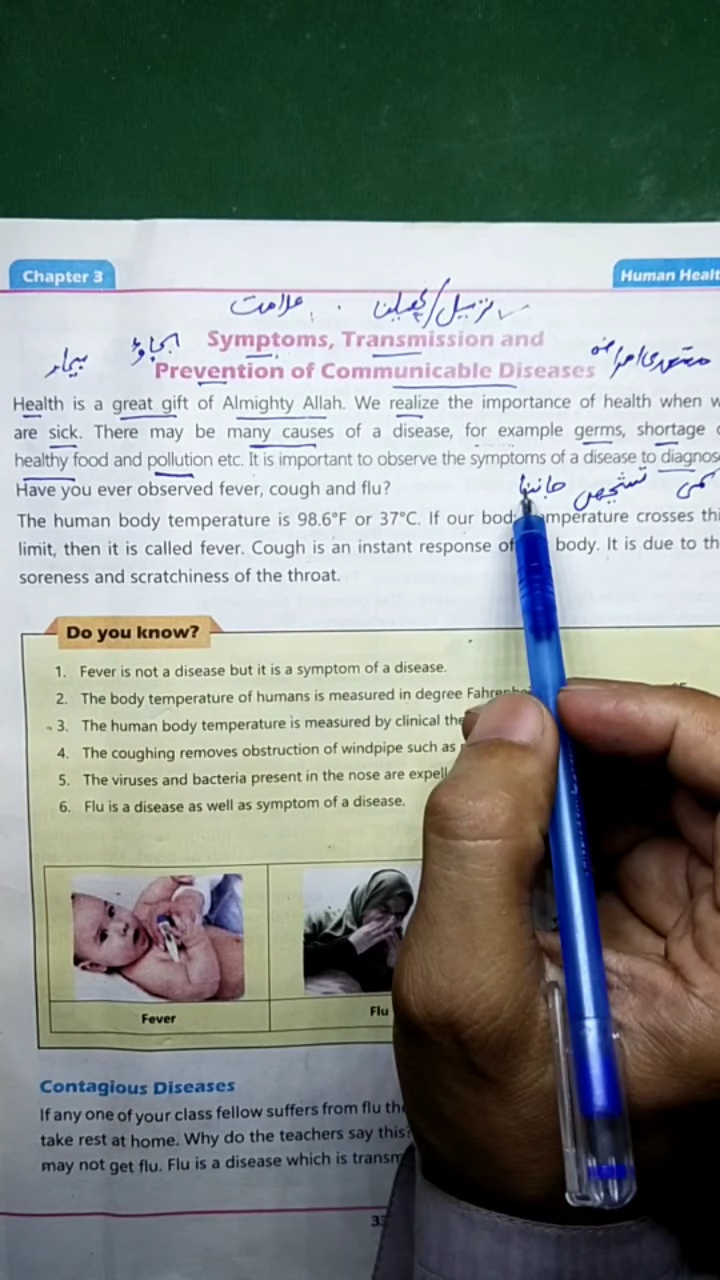 Chapter 3
Human Healt
علامت ترسیل/پھیلنا
Symptoms, Transmission and
بیمار بچاؤ متعدی امراض
Prevention of Communicable Diseases
Health is a great gift of Almighty Allah. We realize the importance of health when w
are sick. There may be many causes of a disease, for example germs, shortage
healthy food and pollution etc. It is important to observe the symptoms of a disease to diagnos
Have you ever observed fever, cough and flu?
جاننا تشخیص کمی
The human body temperature is 98.6°F or 37°C. If our body temperature crosses thi
limit, then it is called fever. Cough is an instant response of body. It is due to th
soreness and scratchiness of the throat.
Do you know?
1. Fever is not a disease but it is a symptom of a disease.
2. The body temperature of humans is measured in degree Fahrenhe
3. The human body temperature is measured by clinical the
4. The coughing removes obstruction of windpipe such as
5. The viruses and bacteria present in the nose are expell
6. Flu is a disease as well as symptom of a disease.
Fever
Flu
Contagious Diseases
If any one of your class fellow suffers from flu the
take rest at home. Why do the teachers say this?
may not get flu. Flu is a disease which is transm